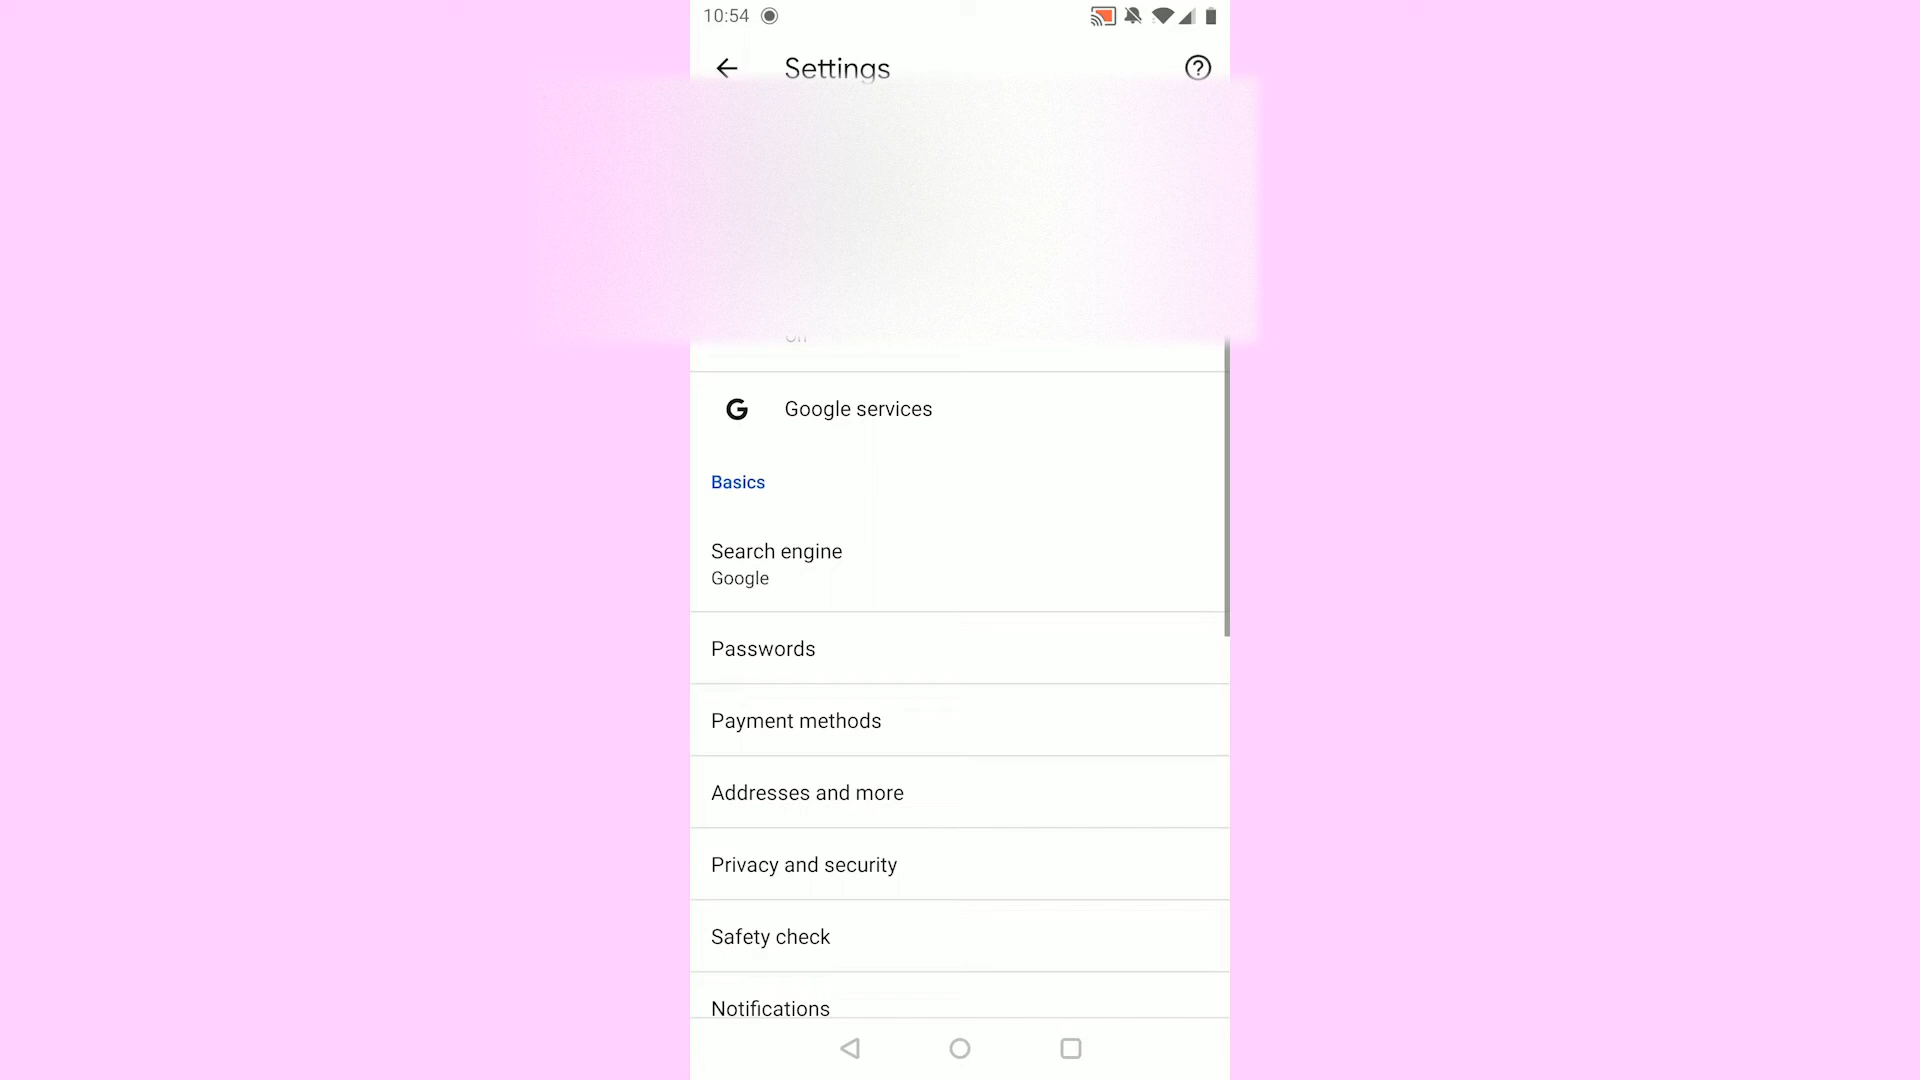 10:54
Settings
Google services
Basics
Search engine
Google
Passwords
Payment methods
Addresses and more
Privacy and security
Safety check
Notifications